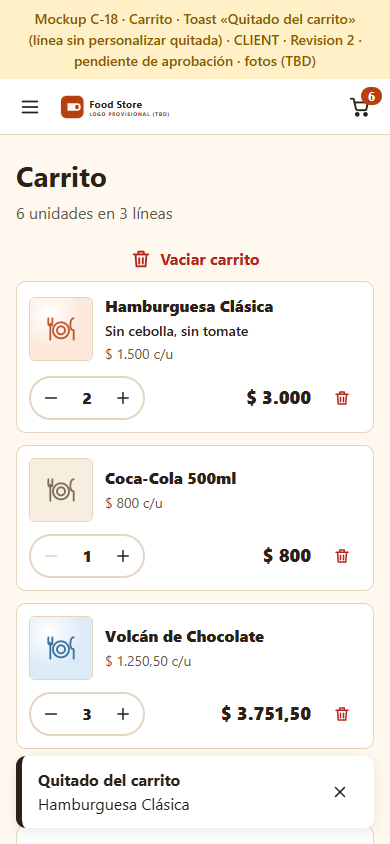 Mockup C-18 · Carrito · Toast «Quitado del carrito»
(línea sin personalizar quitada) · CLIENT · Revision 2 ·
pendiente de aprobación · fotos (TBD)
Food Store
LOGO PROVISIONAL (TBD)
6
Carrito
6 unidades en 3 líneas
Vaciar carrito
Hamburguesa Clásica
Sin cebolla, sin tomate
$ 1.500 c/u
2
$ 3.000
Coca-Cola 500ml
$ 800 c/u
1
$ 800
Volcán de Chocolate
$ 1.250,50 c/u
3
$ 3.751,50
Quitado del carrito
Hamburguesa Clásica